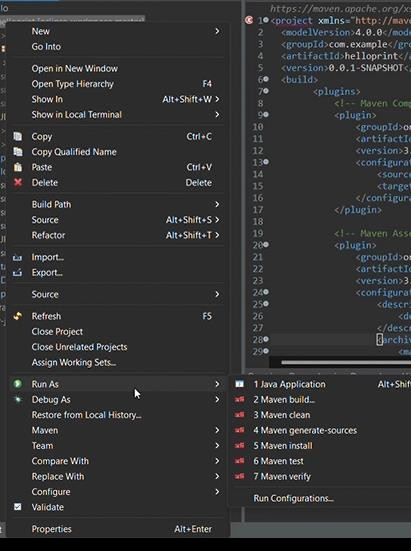 New
Go Into
Open in New Window
Open Type Hierarchy F4
Show In Alt+Shift+W
Show in Local Terminal
Copy Ctrl+C
Copy Qualified Name
Paste Ctrl+V
Delete Delete
Build Path
Source Alt+Shift+S
Refactor Alt+Shift+T
Import...
Export...
Source
Refresh F5
Close Project
Close Unrelated Projects
Assign Working Sets...
Run As
Debug As
Restore from Local History...
Maven
Team
Compare With
Replace With
Configure
Validate
Properties Alt+Enter
1 Java Application Alt+Shift
2 Maven build...
3 Maven clean
4 Maven generate-sources
5 Maven install
6 Maven test
7 Maven verify
Run Configurations...
https://maven.apache.org/xs
1 <project xmlns="http://ma
2 <modelVersion>4.0.0</mode
3 <groupId>com.example</grou
4 <artifactId>helloprint</ar
5 <version>0.0.1-SNAPSHOT</
6 <build>
7 <plugins>
8 <!-- Maven Comp
9 <plugin>
10 <groupId>or
11 <artifactId
12 <version>3.
13 <configurat
14 <source
15 <target
16 </configura
17 </plugin>
18
19 <!-- Maven Asse
20 <plugin>
21 <groupId>or
22 <artifactId
23 <version>3.
24 <configurat
25 <descri
26 <de
27 </descr
28 <archiv
29 <ma